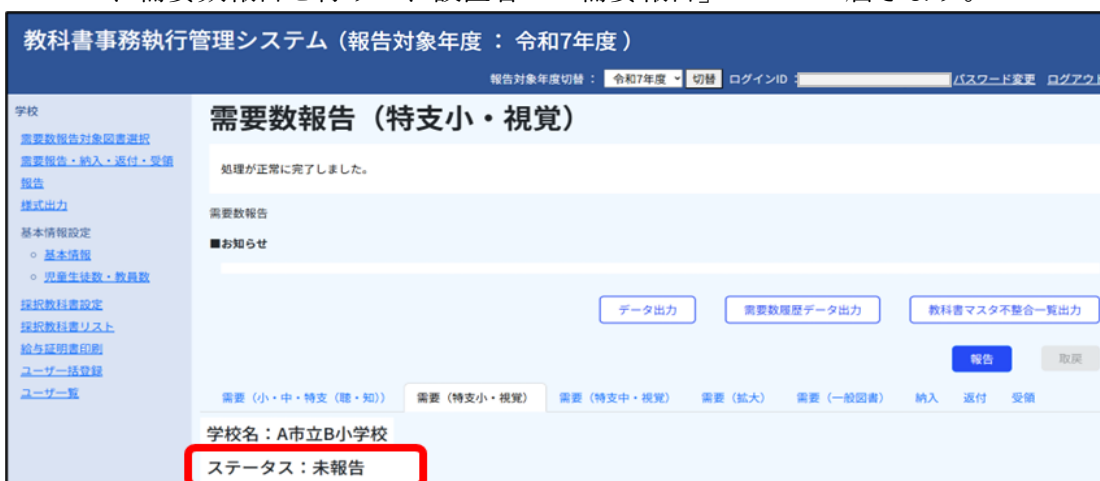 教科書事務執行管理システム（報告対象年度 ： 令和7年度 ）
報告対象年度切替： 令和7年度 切替 ログインID： パスワード変更 ログアウト
学校
需要数報告対象図書選択
需要報告・納入・返付・受領
報告
様式出力
基本情報設定
基本情報
児童生徒数・教員数
採択教科書設定
採択教科書リスト
給与証明書印刷
ユーザー括登録
ユーザ一覧
需要数報告（特支小・視覚）
処理が正常に完了しました。
需要数報告
■お知らせ
データ出力 需要数履歴データ出力 教科書マスタ不整合一覧出力
報告 取戻
需要（小・中・特支（聴・知）） 需要（特支小・視覚） 需要（特支中・視覚） 需要（拡大） 需要（一般図書） 納入 返付 受領
学校名：A市立B小学校
ステータス：未報告